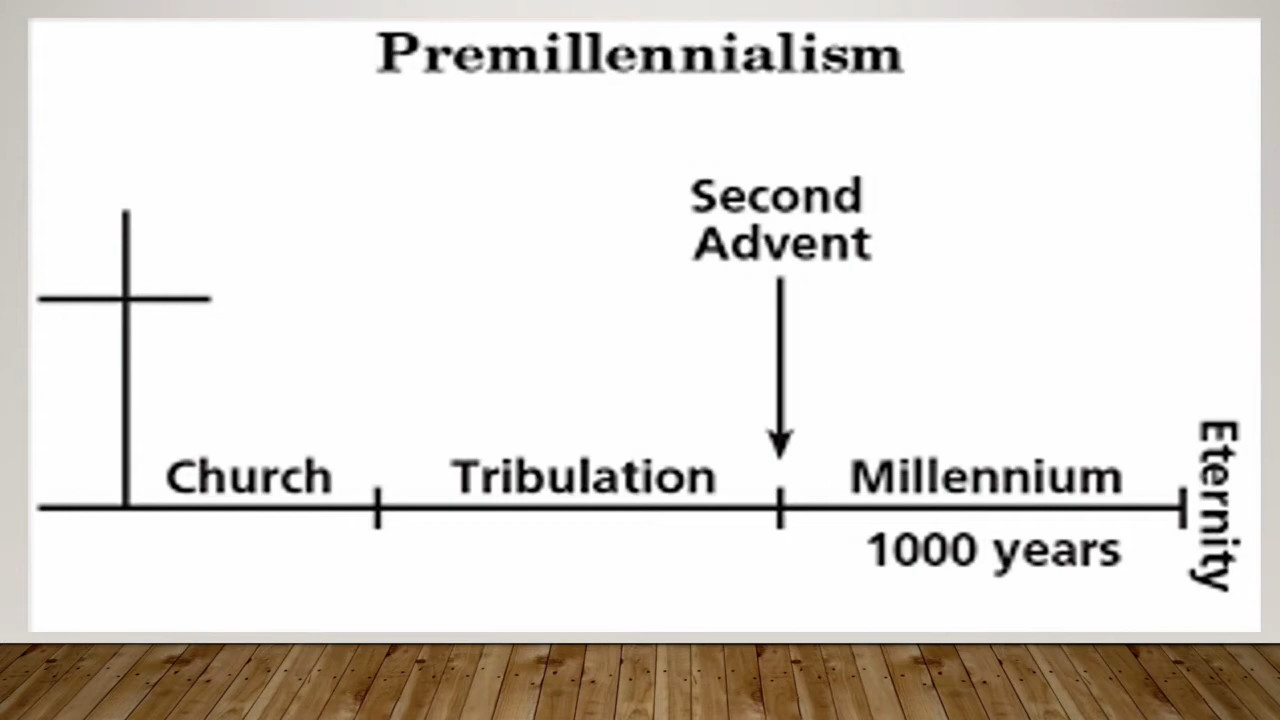 Premillennialism
Second
Advent
Church
Tribulation
Millennium
1000 years
Eternity